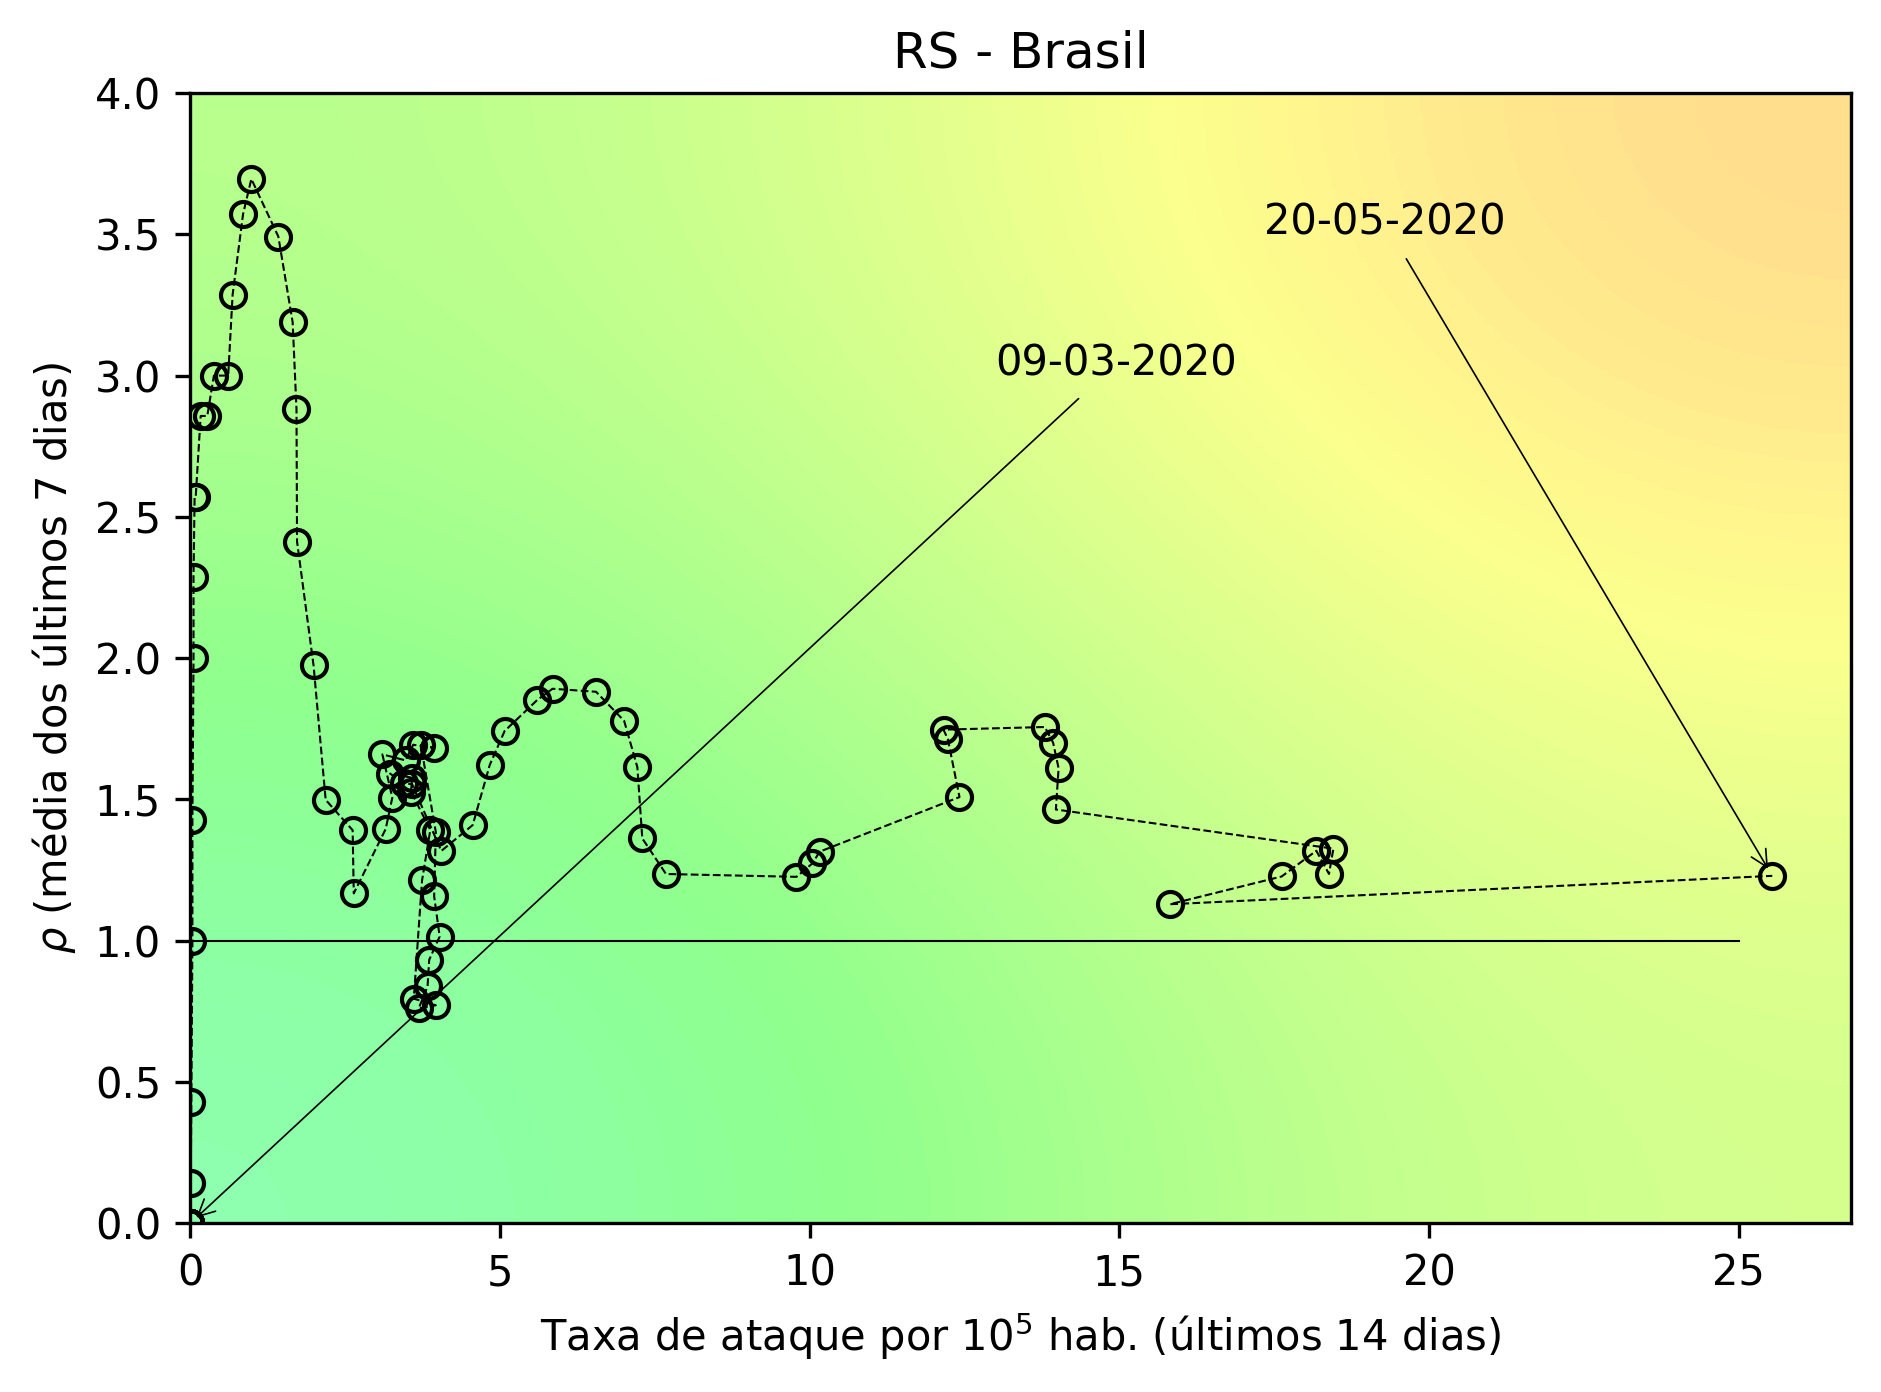 RS - Brasil
4.0
3.5
3.0
2.5
2.0
1.5
1.0
0.5
0.0
ρ (média dos últimos 7 dias)
20-05-2020
09-03-2020
0 5 10 15 20 25
Taxa de ataque por 10⁵ hab. (últimos 14 dias)